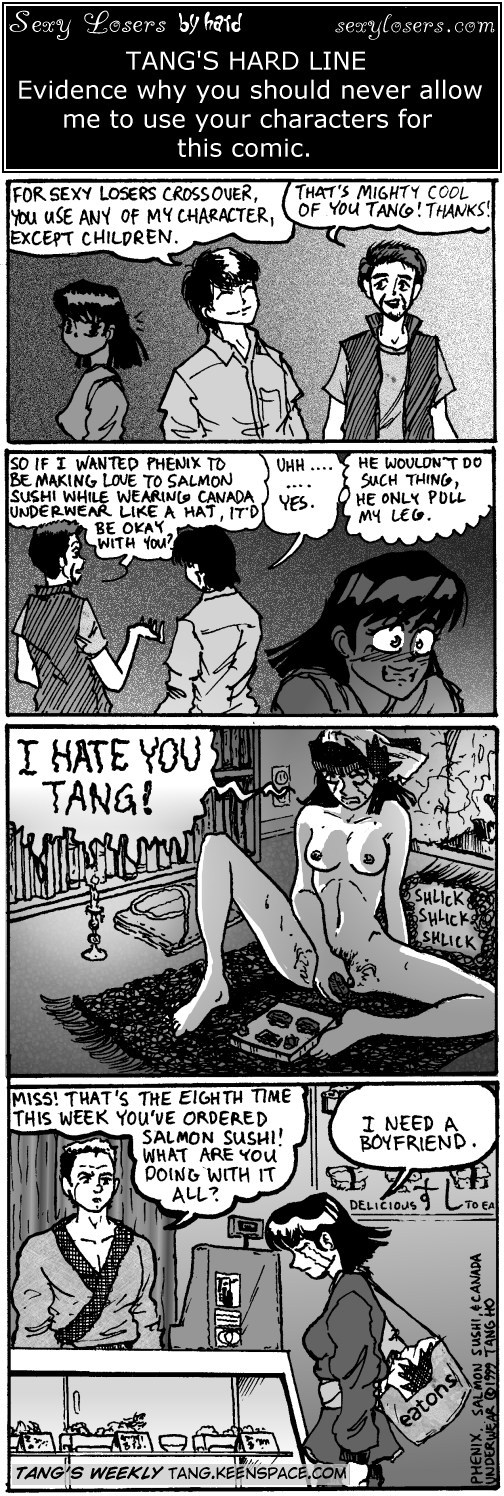 Sexy Losers by hard
sexylosers.com
TANG'S HARD LINE
Evidence why you should never allow
me to use your characters for
this comic.
FOR SEXY LOSERS CROSSOVER,
YOU USE ANY OF MY CHARACTER,
EXCEPT CHILDREN.
THAT'S MIGHTY COOL
OF YOU TANG! THANKS!
SO IF I WANTED PHENIX TO
BE MAKING LOVE TO SALMON
SUSHI WHILE WEARING CANADA
UNDERWEAR LIKE A HAT, IT'D
BE OKAY
WITH YOU?
UHH ....
....
YES.
HE WOULDN'T DO
SUCH THING,
HE ONLY PULL
MY LEG.
I HATE YOU
TANG!
SHLICK
SHLICK
SHLICK
MISS! THAT'S THE EIGHTH TIME
THIS WEEK YOU'VE ORDERED
SALMON SUSHI!
WHAT ARE YOU
DOING WITH IT
ALL?
I NEED A
BOYFRIEND.
DELICIOUS
TO EA
eatons
PHENIX, SALMON SUSHI, & CANADA
UNDERWEAR ©1999 TANG HO
TANG'S WEEKLY TANG.KEENSPACE.COM